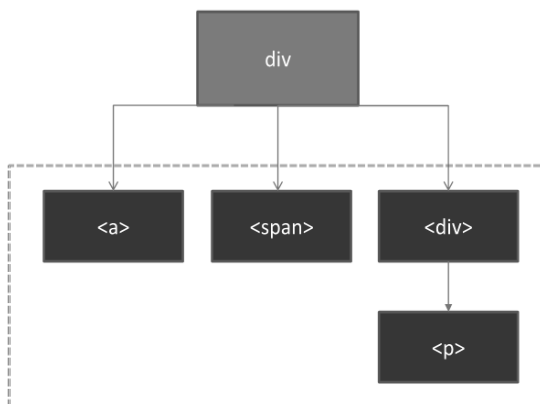 div
<a>
<span>
<div>
<p>